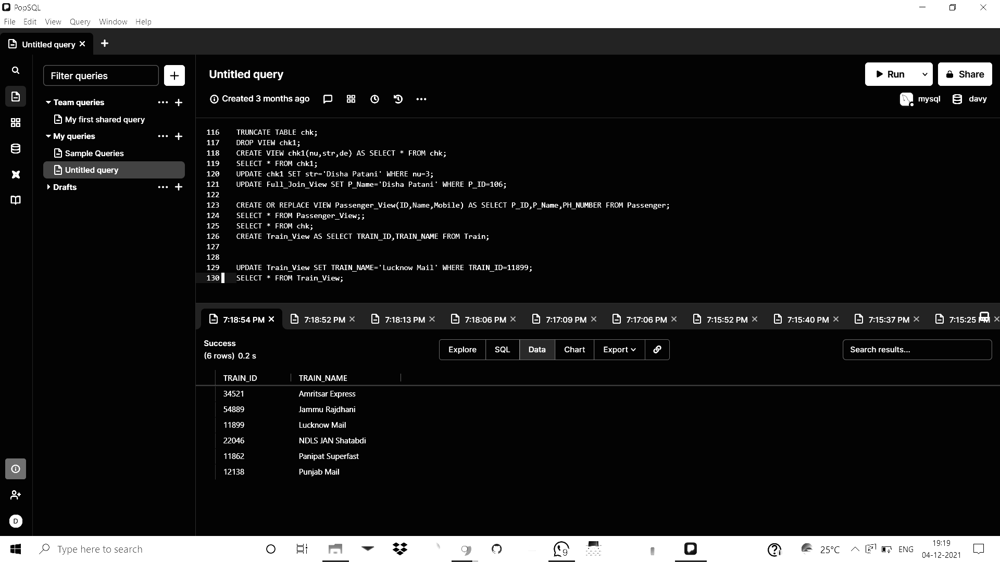 PopSQL
File Edit View Query Window Help
Untitled query
Filter queries
Team queries
My first shared query
My queries
Sample Queries
Untitled query
Drafts
D
Untitled query
Run
Share
Created 3 months ago
mysql davy
116 TRUNCATE TABLE chk;
117 DROP VIEW chk1;
118 CREATE VIEW chk1(nu,str,de) AS SELECT * FROM chk;
119 SELECT * FROM chk1;
120 UPDATE chk1 SET str='Disha Patani' WHERE nu=3;
121 UPDATE Full_Join_View SET P_Name='Disha Patani' WHERE P_ID=106;
122
123 CREATE OR REPLACE VIEW Passenger_View(ID,Name,Mobile) AS SELECT P_ID,P_Name,PH_NUMBER FROM Passenger;
124 SELECT * FROM Passenger_View;;
125 SELECT * FROM chk;
126 CREATE Train_View AS SELECT TRAIN_ID,TRAIN_NAME FROM Train;
127
128
129 UPDATE Train_View SET TRAIN_NAME='Lucknow Mail' WHERE TRAIN_ID=11899;
130 SELECT * FROM Train_View;
7:18:54 PM 7:18:52 PM 7:18:13 PM 7:18:06 PM 7:17:09 PM 7:17:06 PM 7:15:52 PM 7:15:40 PM 7:15:37 PM 7:15:25 PM
Success
(6 rows) 0.2 s
Explore SQL Data Chart Export
Search results...
TRAIN_ID TRAIN_NAME
34521 Amritsar Express
54889 Jammu Rajdhani
11899 Lucknow Mail
22046 NDLS JAN Shatabdi
11862 Panipat Superfast
12138 Punjab Mail
Type here to search
9
25°C
ENG
19:19
04-12-2021